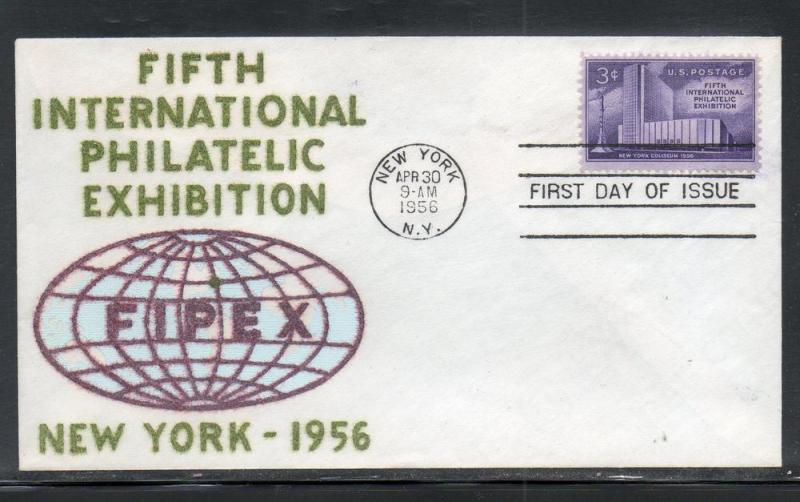 FIFTH
INTERNATIONAL
PHILATELIC
EXHIBITION
FIPEX
NEW YORK - 1956
NEW YORK
APR 30
9-AM
1956
N.Y.
3¢
U.S. POSTAGE
FIFTH
INTERNATIONAL
PHILATELIC
EXHIBITION
NEW YORK COLISEUM 1956
FIRST DAY OF ISSUE